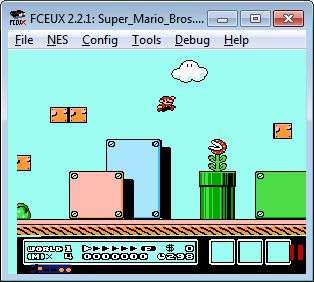 FCEUX 2.2.1: Super_Mario_Bros....
File NES Config Tools Debug Help
WORLD 1 P $ 0
M x 4 0000000 298